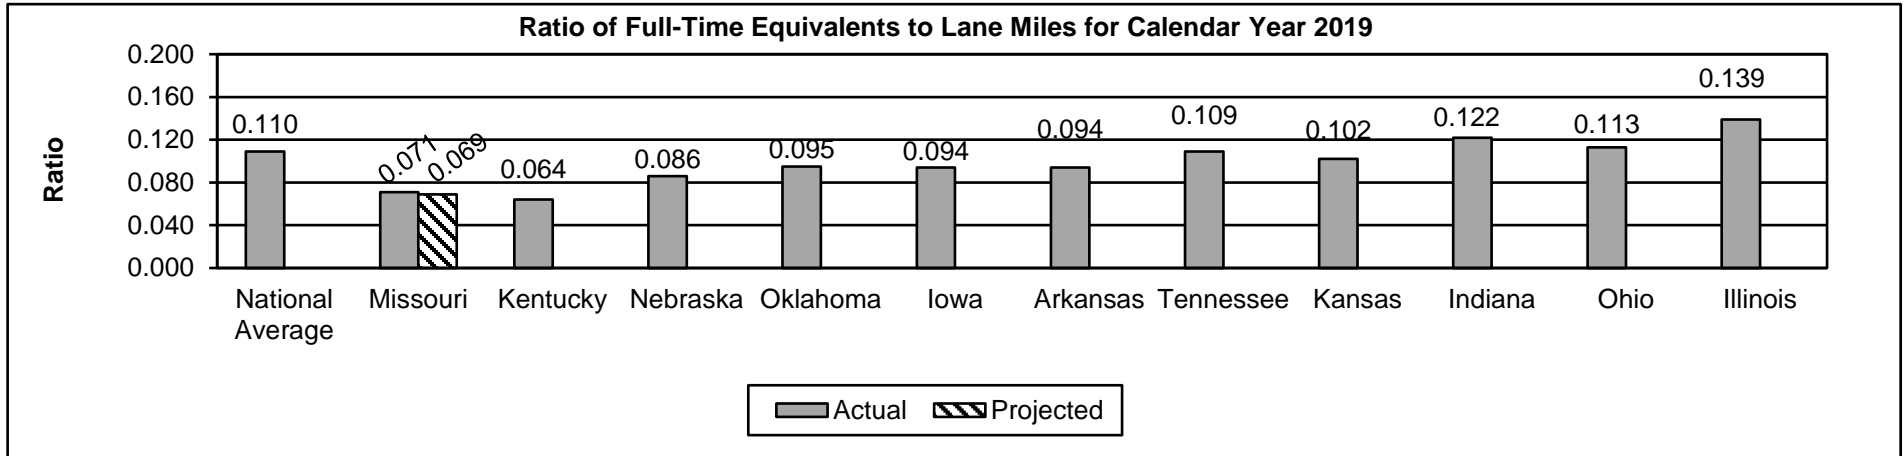 Ratio of Full-Time Equivalents to Lane Miles for Calendar Year 2019
Ratio
0.200
0.160
0.120
0.080
0.040
0.000
0.110
0.071
0.069
0.064
0.086
0.095
0.094
0.094
0.109
0.102
0.122
0.113
0.139
National
Average
Missouri
Kentucky
Nebraska
Oklahoma
Iowa
Arkansas
Tennessee
Kansas
Indiana
Ohio
Illinois
Actual
Projected